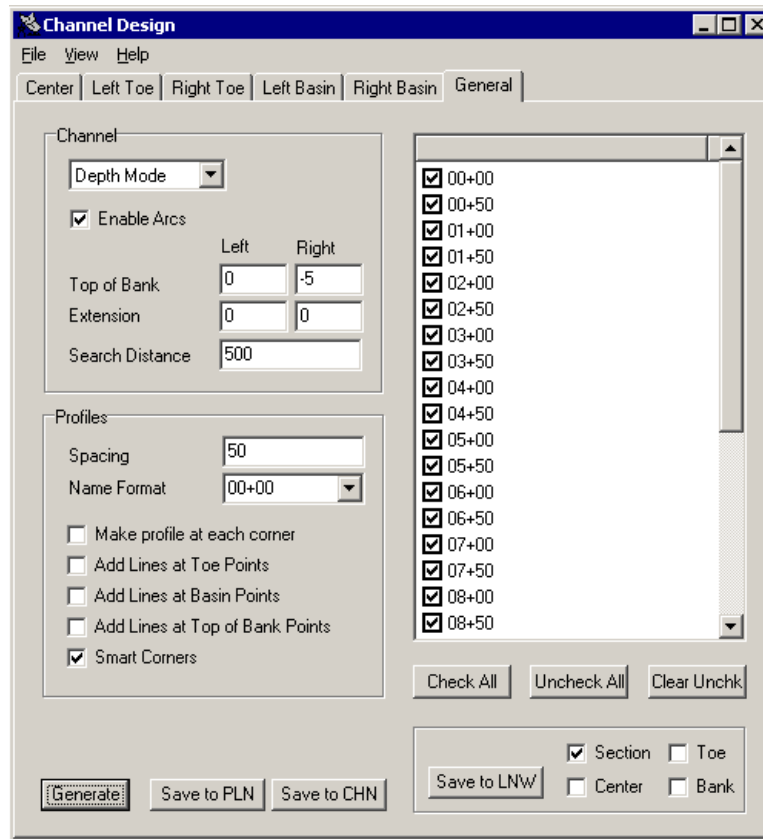 Channel Design
File View Help
Center Left Toe Right Toe Left Basin Right Basin General
Channel
Depth Mode
Enable Arcs
Left Right
Top of Bank 0 -5
Extension 0 0
Search Distance 500
Profiles
Spacing 50
Name Format 00+00
Make profile at each corner
Add Lines at Toe Points
Add Lines at Basin Points
Add Lines at Top of Bank Points
Smart Corners
00+00
00+50
01+00
01+50
02+00
02+50
03+00
03+50
04+00
04+50
05+00
05+50
06+00
06+50
07+00
07+50
08+00
08+50
Check All Uncheck All Clear Unchk
Generate Save to PLN Save to CHN
Save to LNW
Section Toe
Center Bank